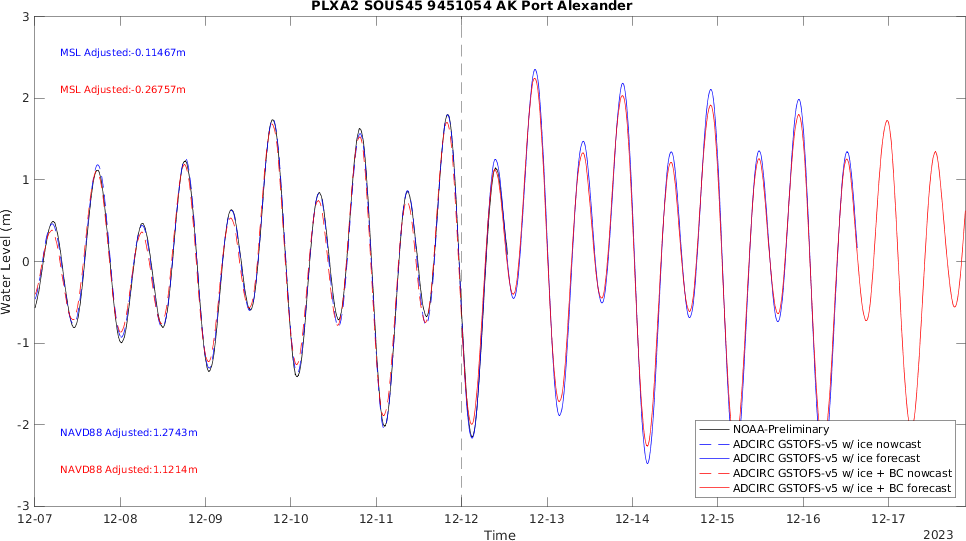 PLXA2 SOUS45 9451054 AK Port Alexander
3
MSL Adjusted:-0.11467m
MSL Adjusted:-0.26757m
2
1
Water Level (m)
0
-1
-2
NAVD88 Adjusted:1.2743m
NAVD88 Adjusted:1.1214m
NOAA-Preliminary
ADCIRC GSTOFS-v5 w/ ice nowcast
ADCIRC GSTOFS-v5 w/ ice forecast
ADCIRC GSTOFS-v5 w/ ice + BC nowcast
ADCIRC GSTOFS-v5 w/ ice + BC forecast
-3
12-07 12-08 12-09 12-10 12-11 12-12 12-13 12-14 12-15 12-16 12-17
Time
2023